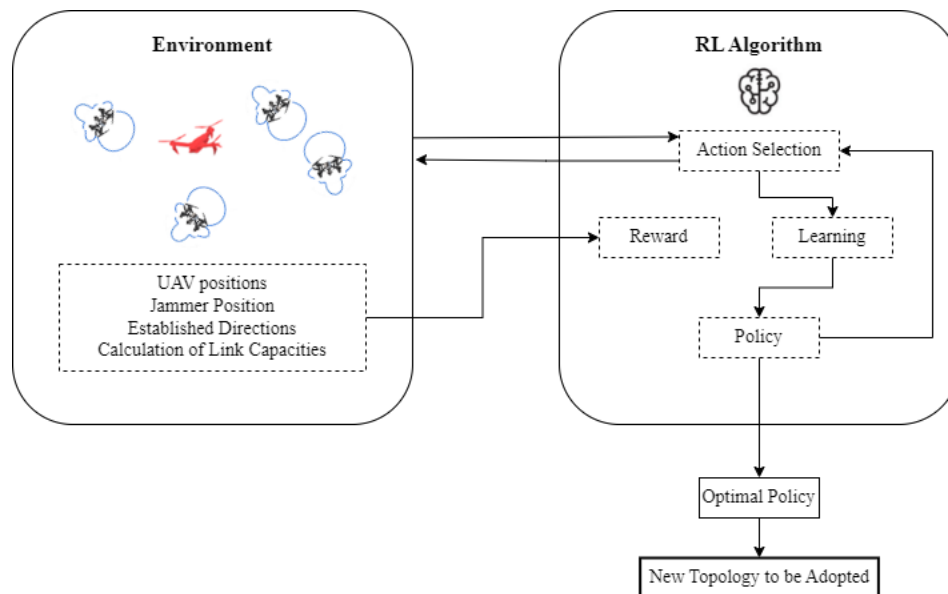 Environment
UAV positions
Jammer Position
Established Directions
Calculation of Link Capacities
RL Algorithm
Action Selection
Reward
Learning
Policy
Optimal Policy
New Topology to be Adopted